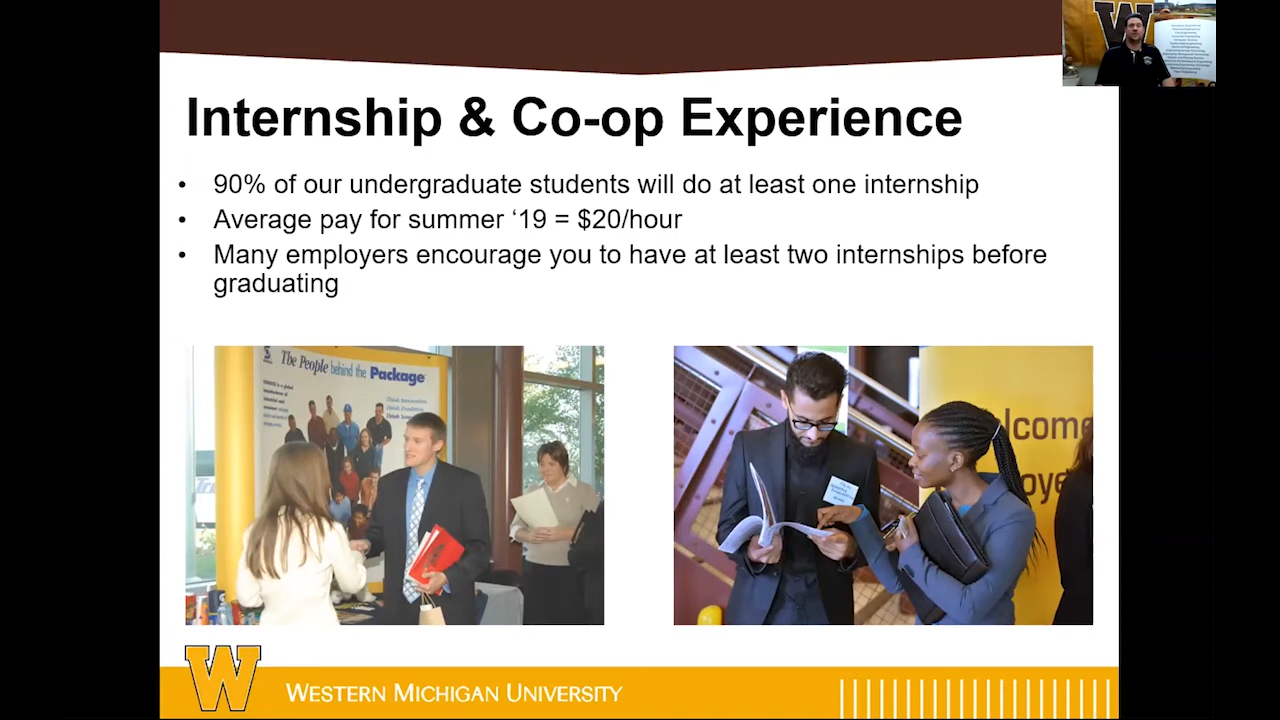 Internship & Co-op Experience
• 90% of our undergraduate students will do at least one internship
• Average pay for summer ‘19 = $20/hour
• Many employers encourage you to have at least two internships before
graduating
The People behind the Package
W
WESTERN MICHIGAN UNIVERSITY